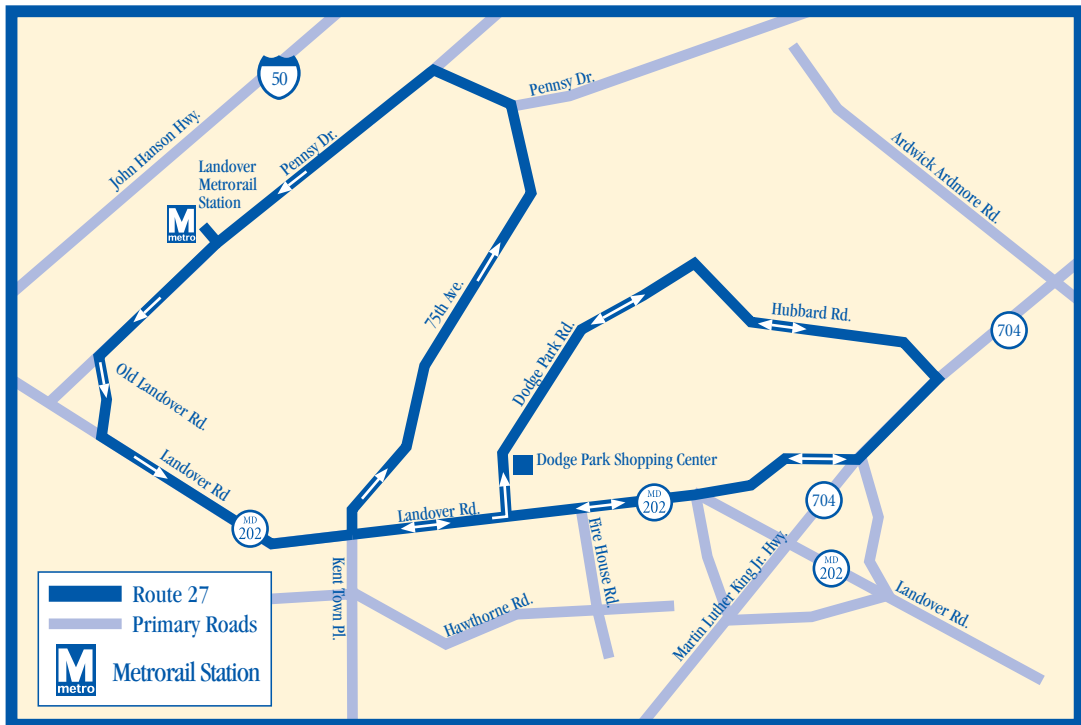 50
Pennsy Dr.
John Hanson Hwy.
Pennsy Dr.
Ardwick Ardmore Rd.
Landover
Metrorail
Station
M
metro
75th Ave.
Hubbard Rd.
704
Dodge Park Rd.
Old Landover Rd.
Dodge Park Shopping Center
Landover Rd
MD
202
Landover Rd.
MD
202
704
Fire House Rd.
Kent Town Pl.
Martin Luther King Jr. Hwy.
MD
202
Landover Rd.
Hawthorne Rd.
Route 27
Primary Roads
M
metro
Metrorail Station